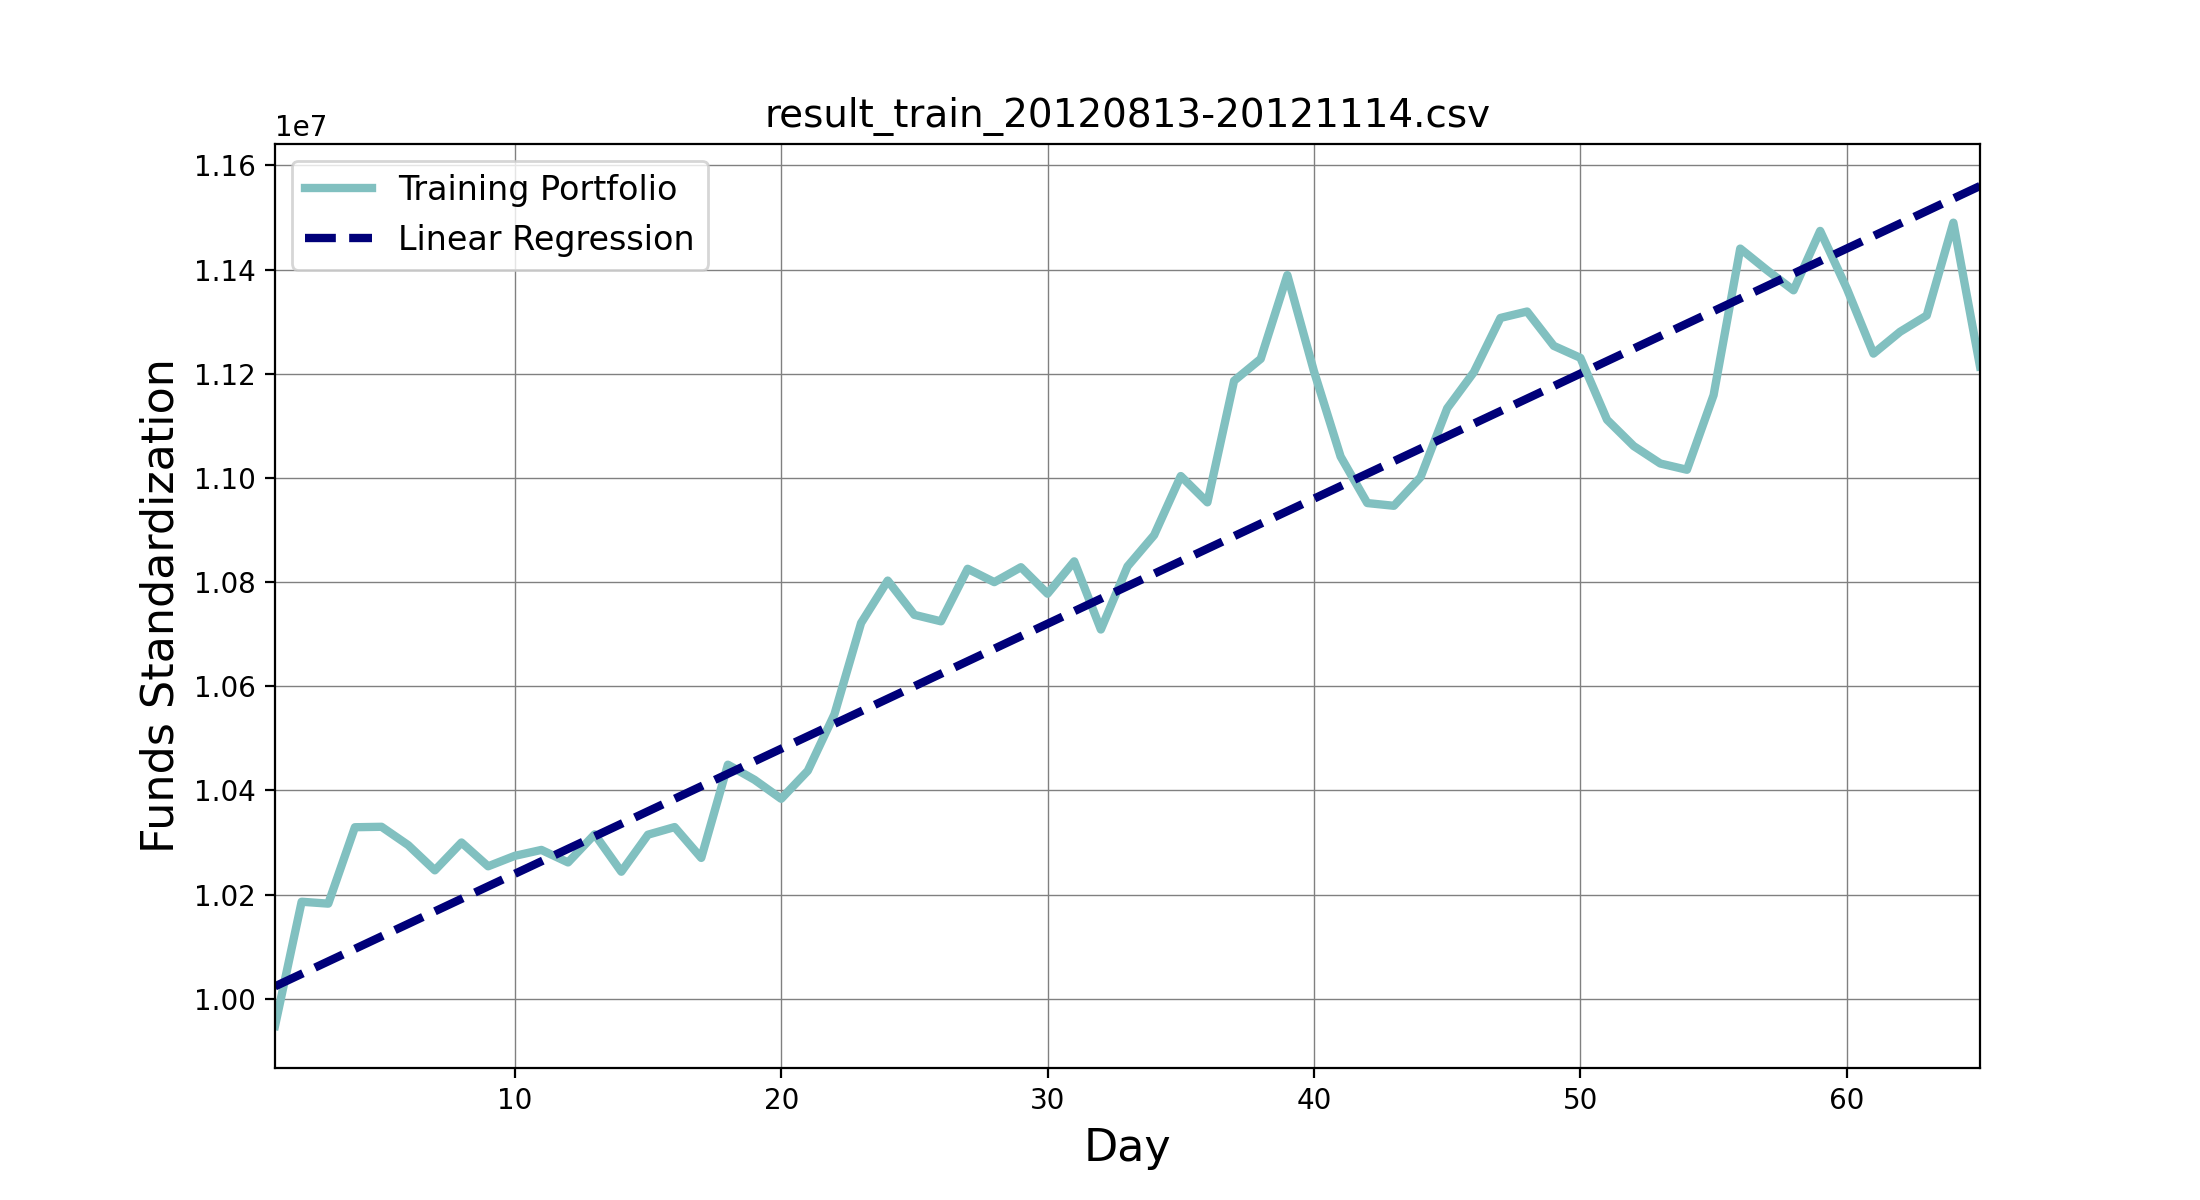 result_train_20120813-20121114.csv
1e7
Training Portfolio
Linear Regression
1.16
1.14
1.12
1.10
1.08
1.06
1.04
1.02
1.00
Funds Standardization
10 20 30 40 50 60
Day